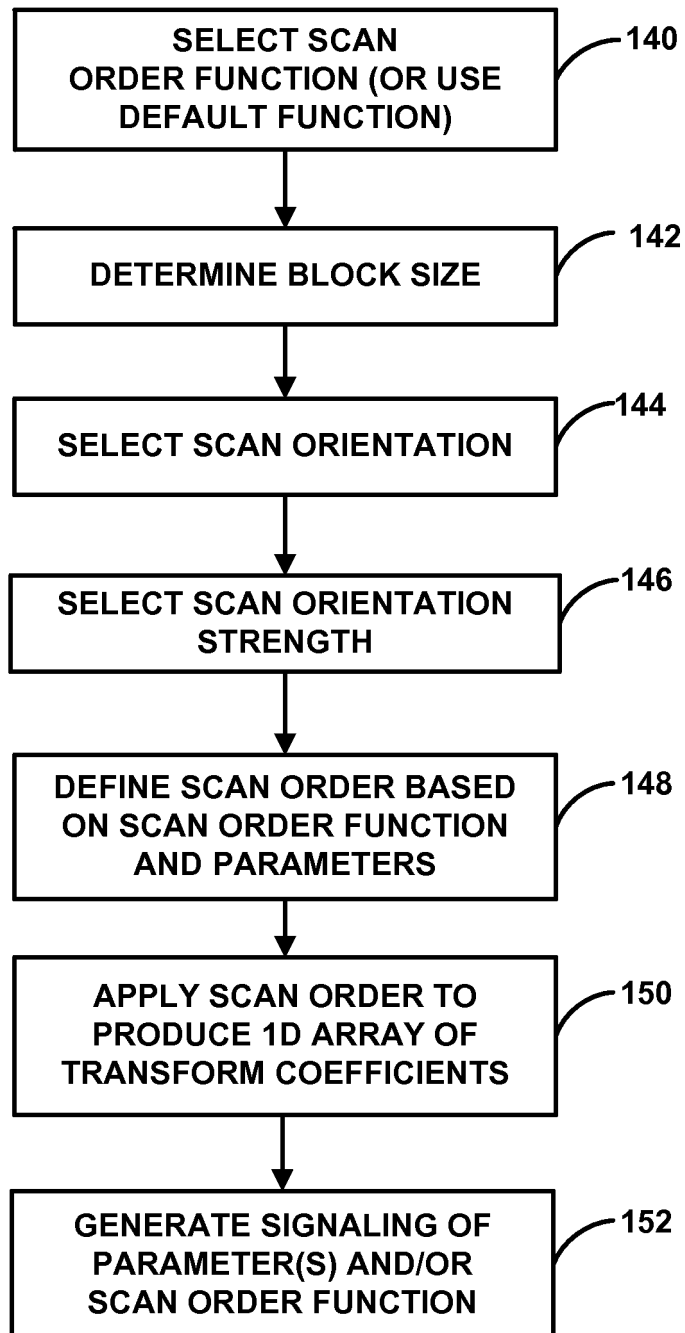 SELECT SCAN
ORDER FUNCTION (OR USE
DEFAULT FUNCTION)
140
DETERMINE BLOCK SIZE
142
SELECT SCAN ORIENTATION
144
SELECT SCAN ORIENTATION
STRENGTH
146
DEFINE SCAN ORDER BASED
ON SCAN ORDER FUNCTION
AND PARAMETERS
148
APPLY SCAN ORDER TO
PRODUCE 1D ARRAY OF
TRANSFORM COEFFICIENTS
150
GENERATE SIGNALING OF
PARAMETER(S) AND/OR
SCAN ORDER FUNCTION
152